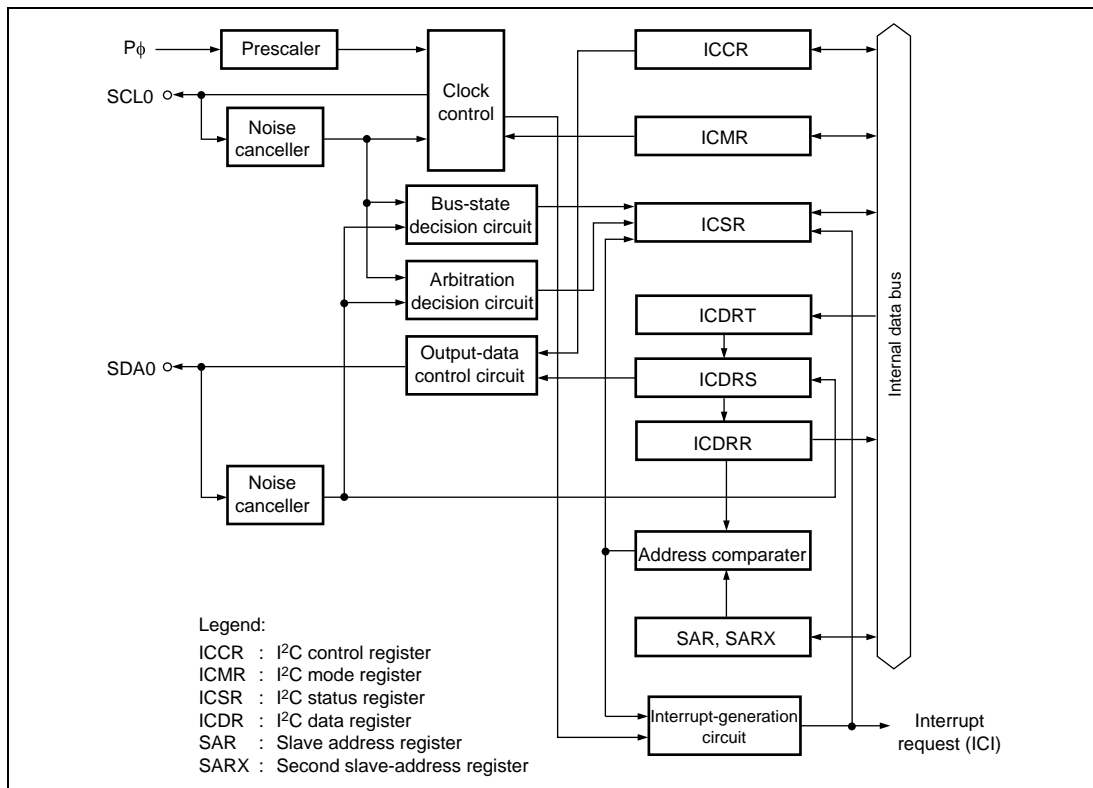 Pϕ
Prescaler
ICCR
SCL0
Clock
control
Noise
canceller
ICMR
Bus-state
decision circuit
ICSR
Arbitration
decision circuit
Internal data bus
ICDRT
SDA0
Output-data
control circuit
ICDRS
ICDRR
Noise
canceller
Address comparater
SAR, SARX
Interrupt-generation
circuit
Interrupt
request (ICI)
Legend:
ICCR : I²C control register
ICMR : I²C mode register
ICSR : I²C status register
ICDR : I²C data register
SAR : Slave address register
SARX : Second slave-address register